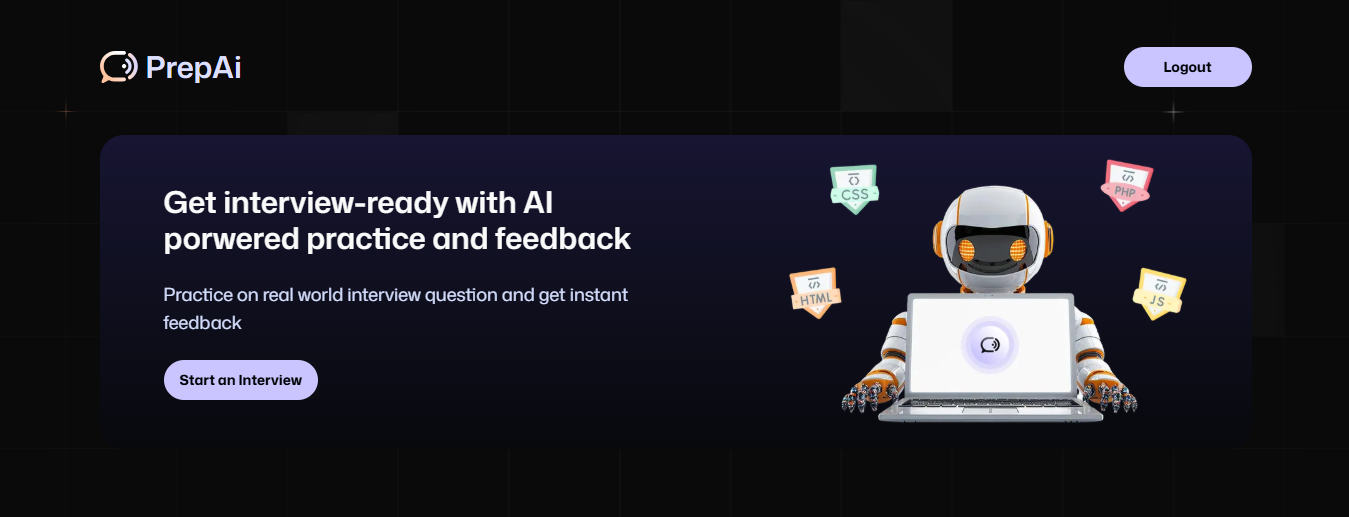 PrepAi
Logout
Get interview-ready with AI
porwered practice and feedback
Practice on real world interview question and get instant
feedback
Start an Interview
CSS
PHP
HTML
JS